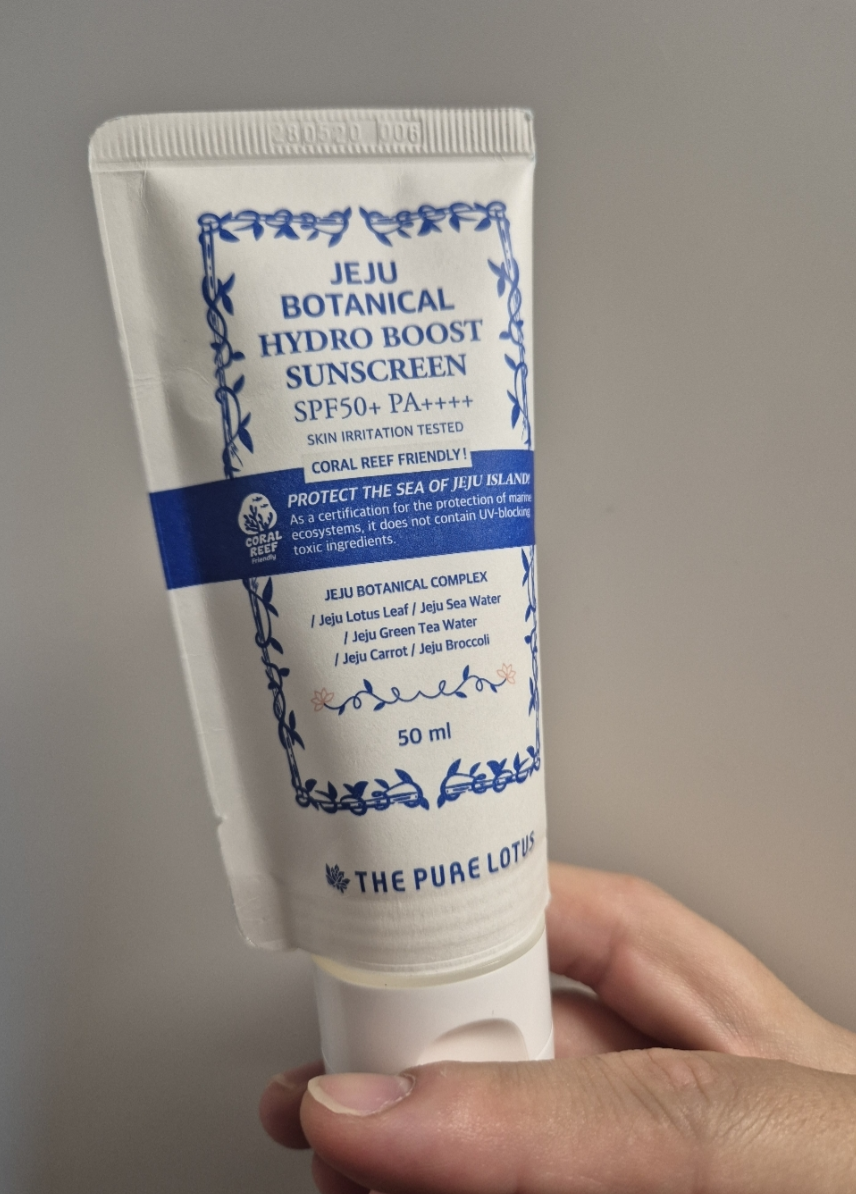 260520 006
JEJU
BOTANICAL
HYDRO BOOST
SUNSCREEN
SPF50+ PA++++
SKIN IRRITATION TESTED
CORAL REEF FRIENDLY!
PROTECT THE SEA OF JEJU ISLAND!
As a certification for the protection of marine
ecosystems, it does not contain UV-blocking
toxic ingredients.
CORAL
REEF
Friendly
JEJU BOTANICAL COMPLEX
/ Jeju Lotus Leaf / Jeju Sea Water
/ Jeju Green Tea Water
/ Jeju Carrot / Jeju Broccoli
50 ml
THE PURE LOTUS